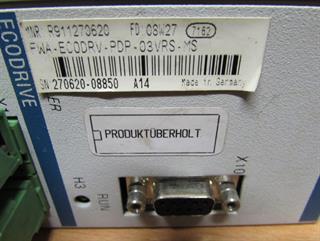 ECODRIVE
MNR: R911270620 FD: 08W27 7162
FWA-ECODRV-PDP-03VRS-MS
SN 270620-08850 A14 Made in Germany
PRODUKTÜBERHOLT
X10
H3
RUN